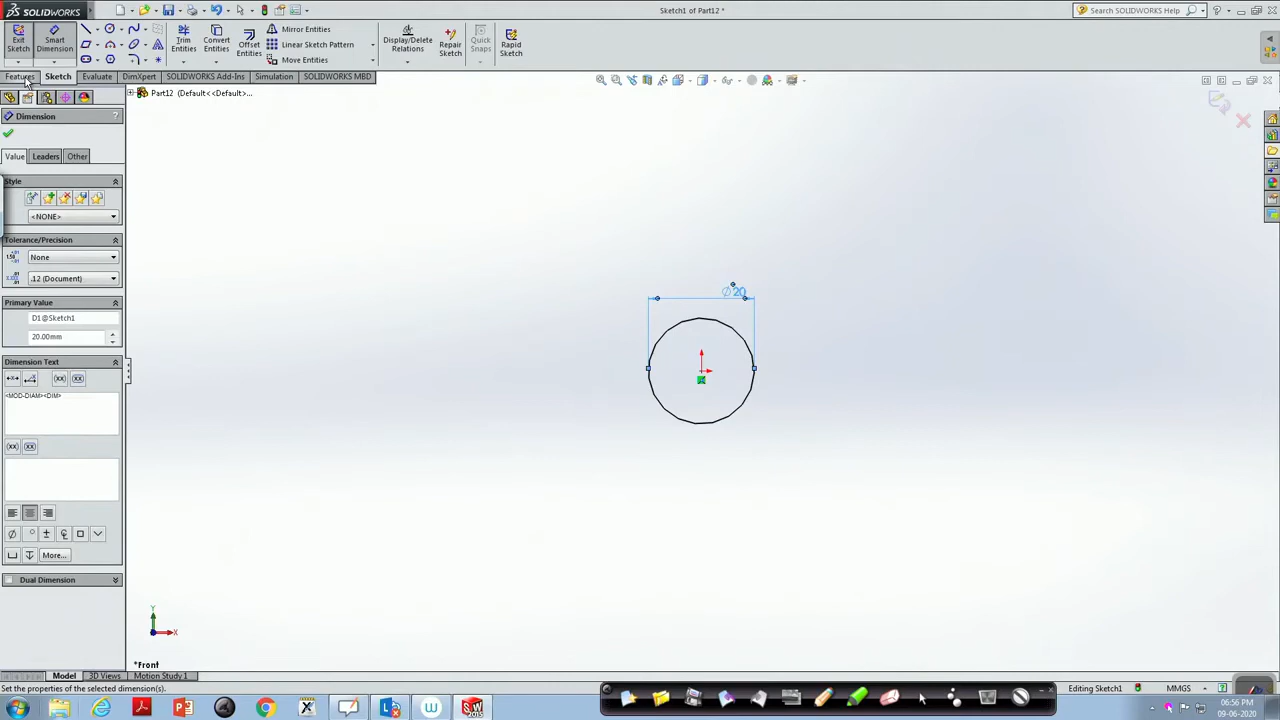 SOLIDWORKS
Sketch1 of Part12 *
Search SOLIDWORKS Help
Exit Sketch
Smart Dimension
Trim Entities
Convert Entities
Offset Entities
Mirror Entities
Linear Sketch Pattern
Move Entities
Display/Delete Relations
Repair Sketch
Quick Snaps
Rapid Sketch
Features
Sketch
Evaluate
DimXpert
SOLIDWORKS Add-Ins
Simulation
SOLIDWORKS MBD
Part12 (Default<<Default>...
Dimension
?
Value
Leaders
Other
Style
<NONE>
Tolerance/Precision
None
.12 (Document)
Primary Value
D1@Sketch1
20.00mm
Dimension Text
<MOD-DIAM><DIM>
More...
Dual Dimension
∅20
Y
X
*Front
Model
3D Views
Motion Study 1
Set the properties of the selected dimension(s).
Editing Sketch1
MMGS
06:56 PM
09-06-2020